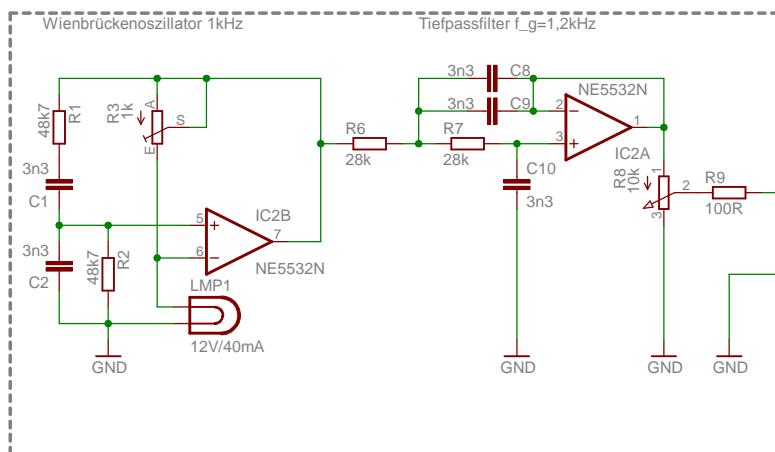 Wienbrückenoszillator 1kHz
Tiefpassfilter f_g=1,2kHz
48k7
R1
3n3
C1
3n3
C2
48k7
R2
R3
1k
A
S
E
5
6
7
+
−
IC2B
NE5532N
LMP1
12V/40mA
GND
R6
28k
3n3
C8
3n3
C9
R7
28k
C10
3n3
GND
NE5532N
2
3
1
−
+
IC2A
R8
10k
1
2
3
GND
R9
100R
GND